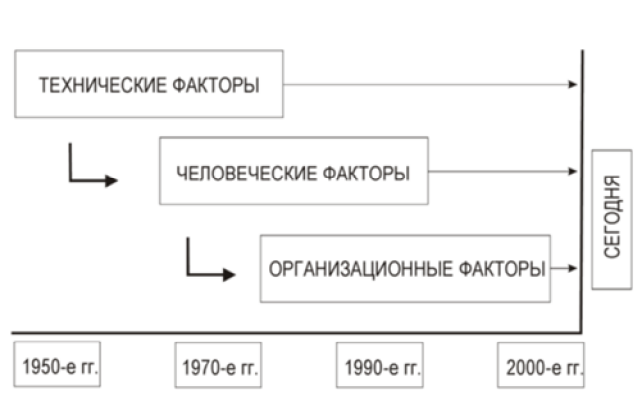 ТЕХНИЧЕСКИЕ ФАКТОРЫ
ЧЕЛОВЕЧЕСКИЕ ФАКТОРЫ
ОРГАНИЗАЦИОННЫЕ ФАКТОРЫ
СЕГОДНЯ
1950-е гг.
1970-е гг.
1990-е гг.
2000-е гг.